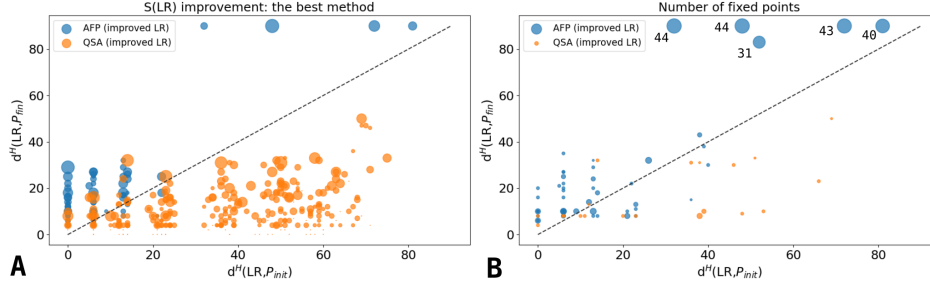 S(LR) improvement: the best method
AFP (improved LR)
QSA (improved LR)
80
60
40
20
0
0 20 40 60 80
d^H(LR,P_fin)
d^H(LR,P_init)
A
Number of fixed points
AFP (improved LR)
QSA (improved LR)
44
44
31
43
40
80
60
40
20
0
0 20 40 60 80
d^H(LR,P_fin)
d^H(LR,P_init)
B